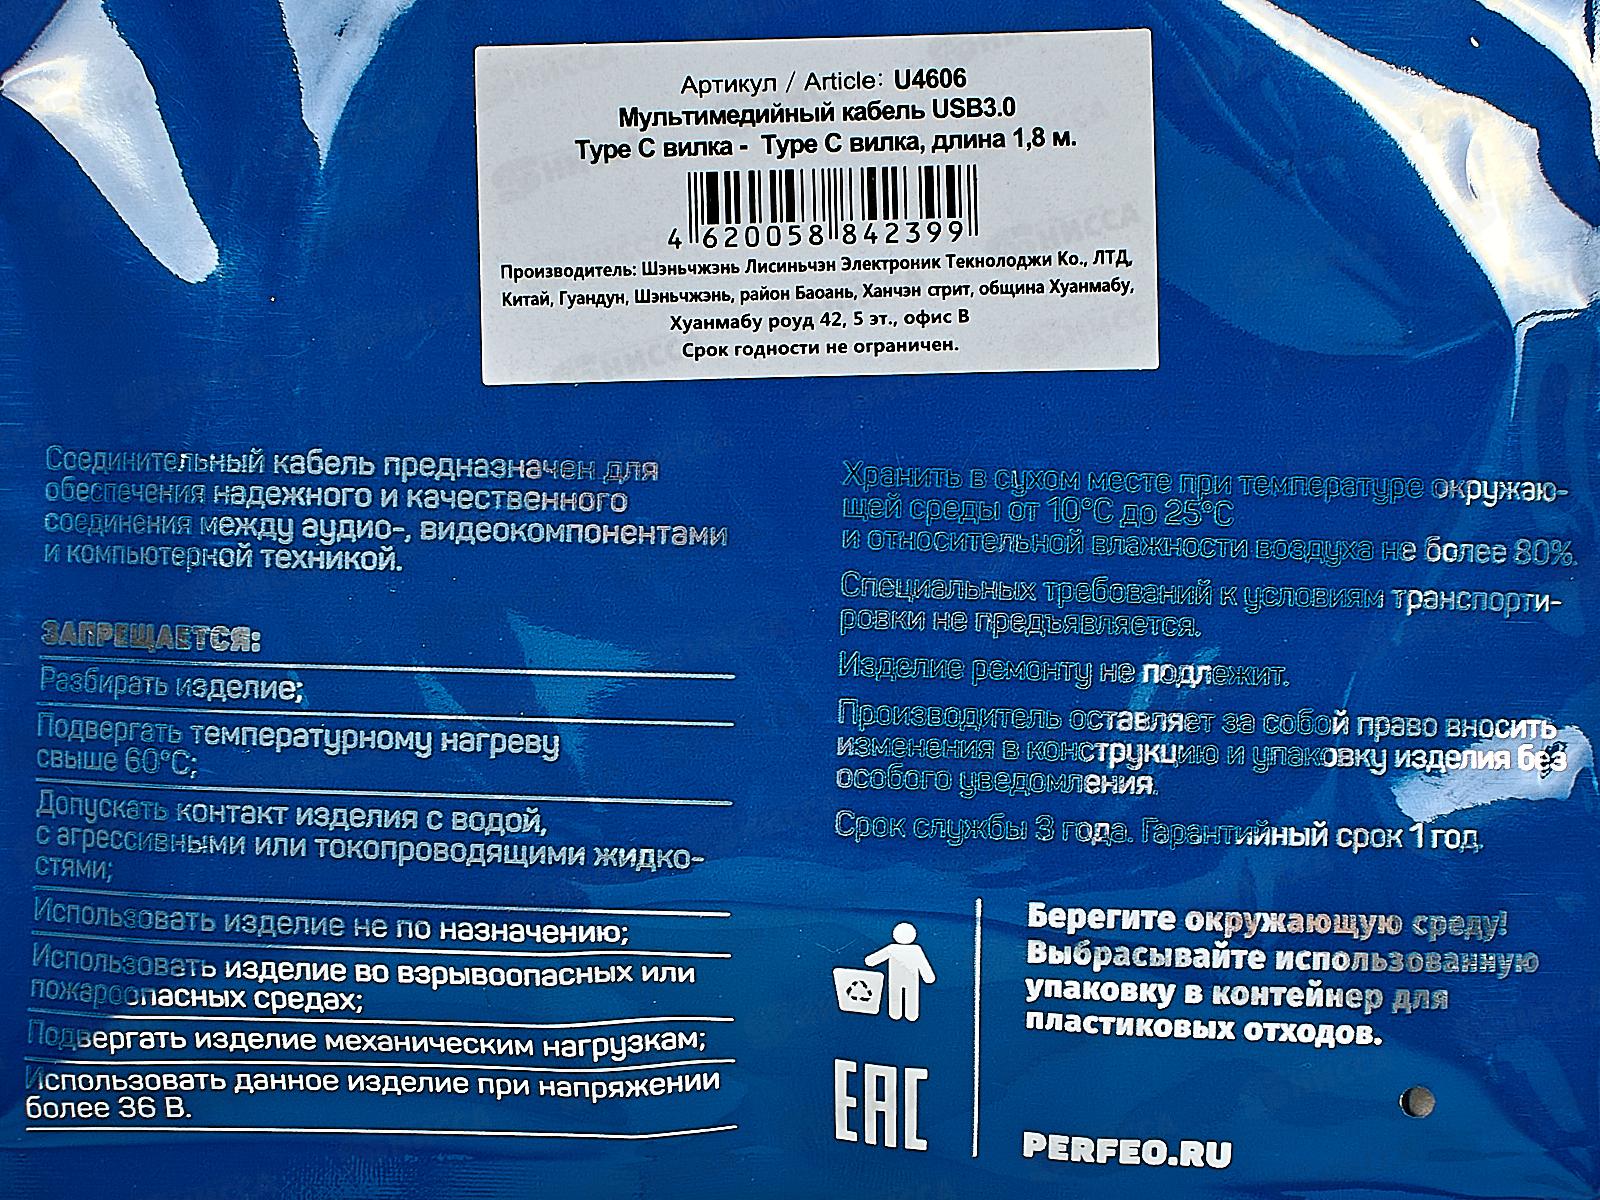 Артикул / Article: U4606
Мультимедийный кабель USB3.0
Type C вилка - Type C вилка, длина 1,8 м.
4 620058 842399
Производитель: Шэньчжэнь Лисиньчэн Электроник Текнолоджи Ко., ЛТД,
Китай, Гуандун, Шэньчжэнь, район Баоань, Ханчэн стрит, община Хуанмабу,
Хуанмабу роуд 42, 5 эт., офис В
Срок годности не ограничен.
Соединительный кабель предназначен для
обеспечения надежного и качественного
соединения между аудио-, видеокомпонентами
и компьютерной техникой.
ЗАПРЕЩАЕТСЯ:
Разбирать изделие;
Подвергать температурному нагреву
свыше 60°C;
Допускать контакт изделия с водой,
с агрессивными или токопроводящими жидко-
стями;
Использовать изделие не по назначению;
Использовать изделие во взрывоопасных или
пожароопасных средах;
Подвергать изделие механическим нагрузкам;
Использовать данное изделие при напряжении
более 36 В.
Хранить в сухом месте при температуре окружаю-
щей среды от 10°C до 25°C
и относительной влажности воздуха не более 80%.
Специальных требований к условиям транспорти-
ровки не предъявляется.
Изделие ремонту не подлежит.
Производитель оставляет за собой право вносить
изменения в конструкцию и упаковку изделия без
особого уведомления.
Срок службы 3 года. Гарантийный срок 1 год.
Берегите окружающую среду!
Выбрасывайте использованную
упаковку в контейнер для
пластиковых отходов.
EAC
PERFEO.RU